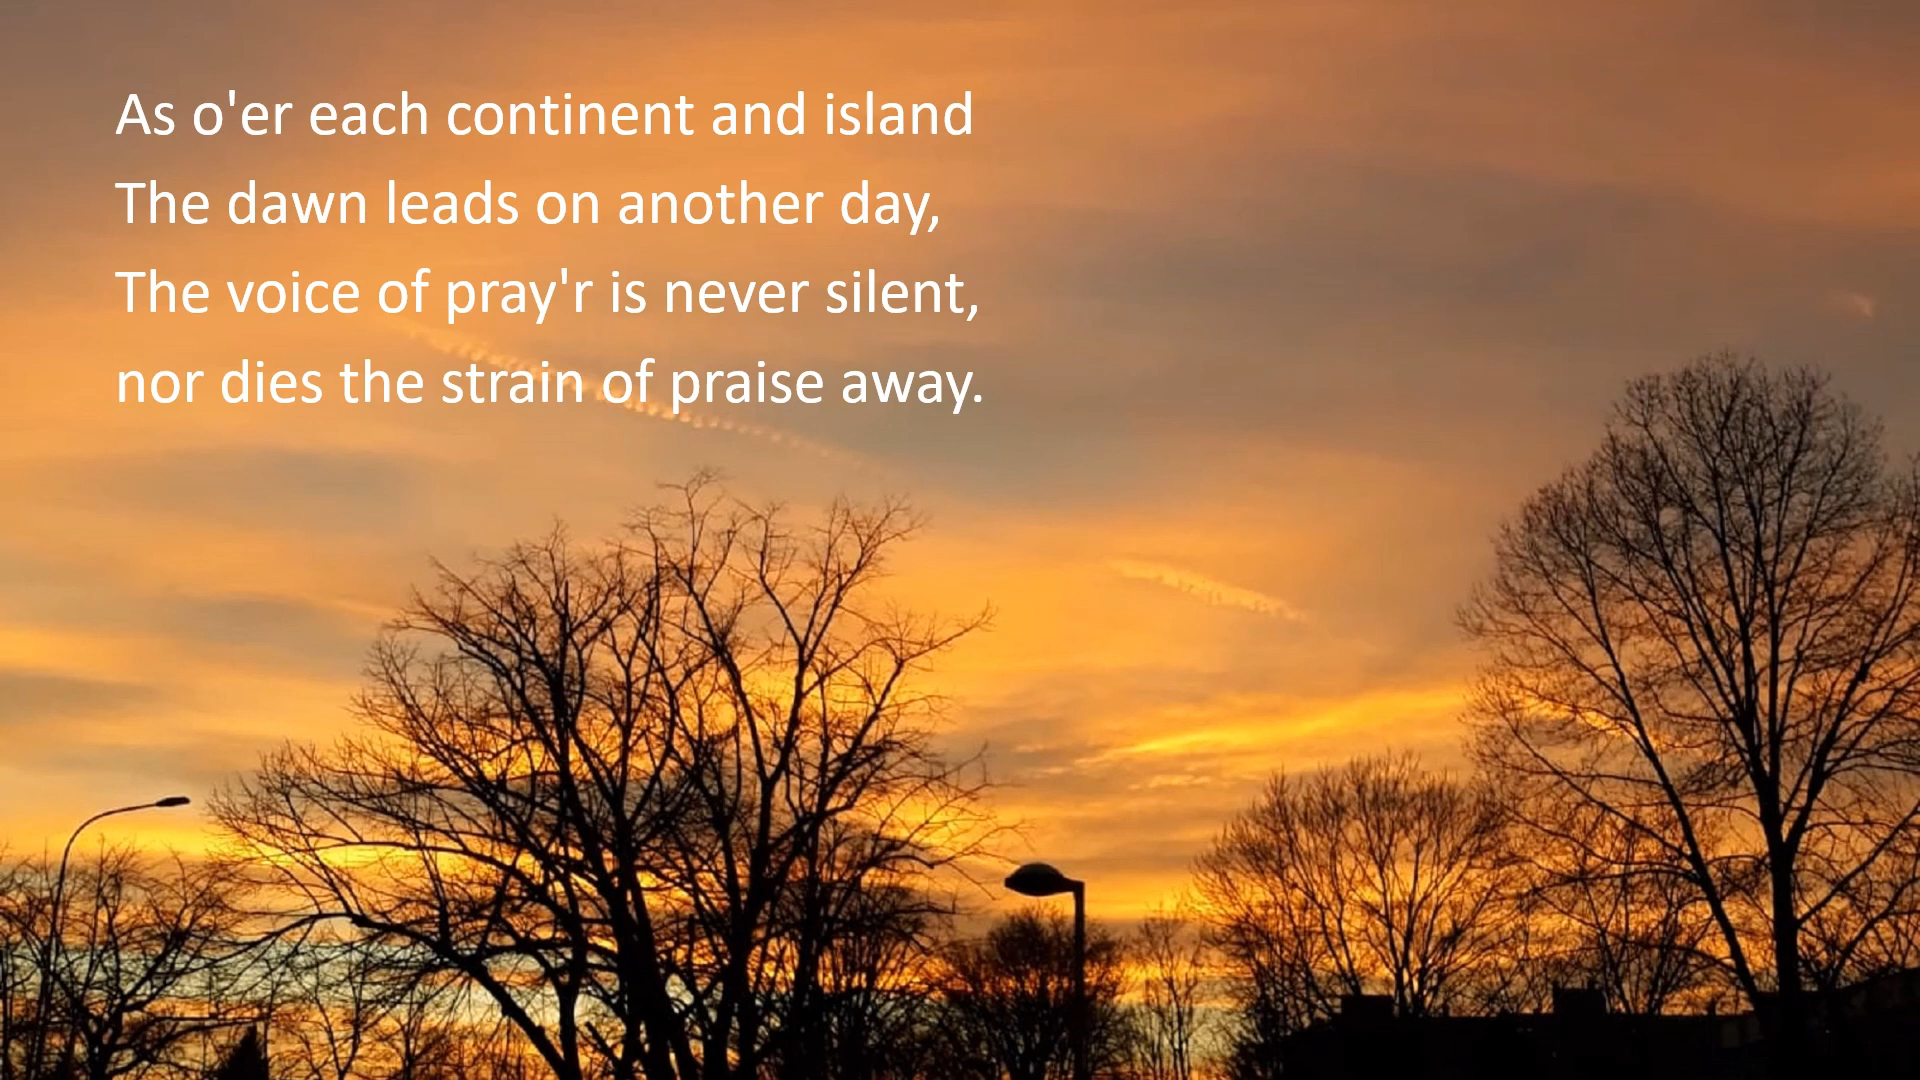 As o'er each continent and island
The dawn leads on another day,
The voice of pray'r is never silent,
nor dies the strain of praise away.